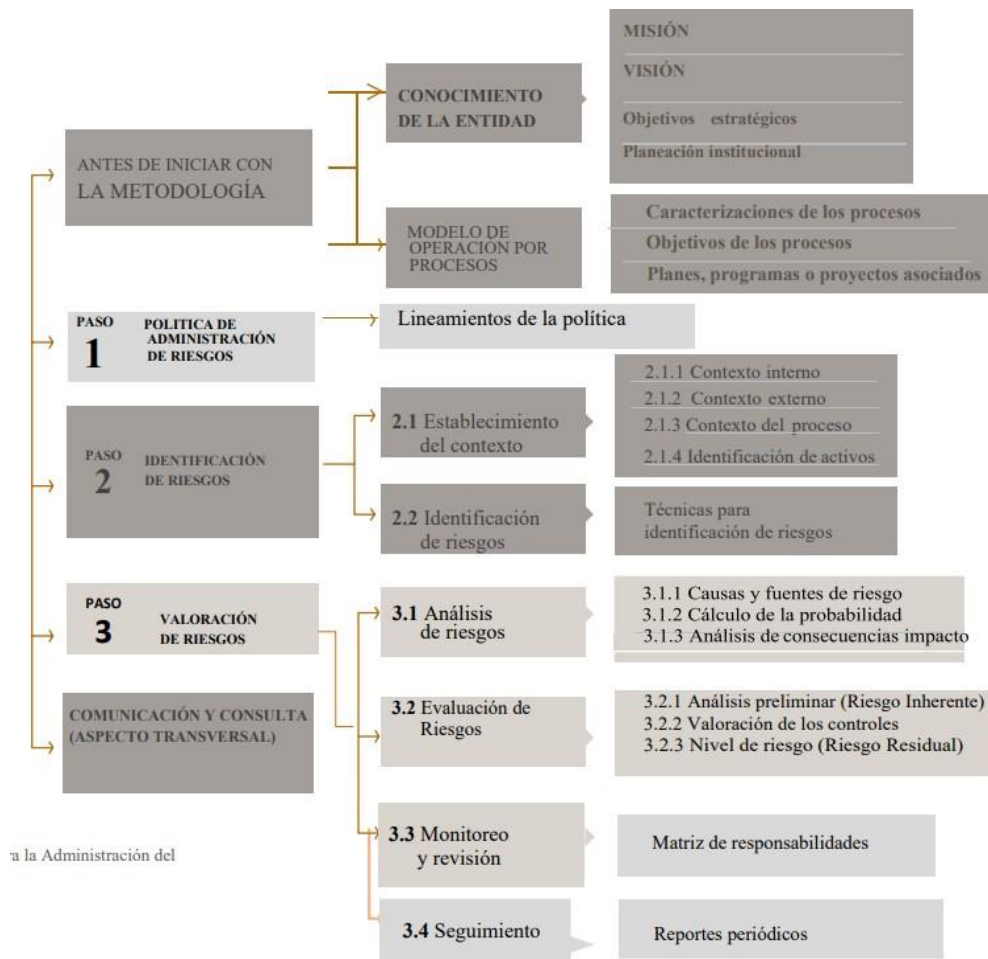 MISIÓN
VISIÓN
Objetivos estratégicos
Planeación institucional
CONOCIMIENTO
DE LA ENTIDAD
ANTES DE INICIAR CON
LA METODOLOGÍA
MODELO DE
OPERACIÓN POR
PROCESOS
Caracterizaciones de los procesos
Objetivos de los procesos
Planes, programas o proyectos asociados
PASO
1
POLITICA DE
ADMINISTRACIÓN
DE RIESGOS
Lineamientos de la política
PASO
2
IDENTIFICACIÓN
DE RIESGOS
2.1 Establecimiento
del contexto
2.1.1 Contexto interno
2.1.2 Contexto externo
2.1.3 Contexto del proceso
2.1.4 Identificación de activos
2.2 Identificación
de riesgos
Técnicas para
identificación de riesgos
PASO
3
VALORACIÓN
DE RIESGOS
3.1 Análisis
de riesgos
3.1.1 Causas y fuentes de riesgo
3.1.2 Cálculo de la probabilidad
3.1.3 Análisis de consecuencias impacto
COMUNICACIÓN Y CONSULTA
(ASPECTO TRANSVERSAL)
3.2 Evaluación de
Riesgos
3.2.1 Análisis preliminar (Riesgo Inherente)
3.2.2 Valoración de los controles
3.2.3 Nivel de riesgo (Riesgo Residual)
3.3 Monitoreo
y revisión
Matriz de responsabilidades
la Administración del
3.4 Seguimiento
Reportes periódicos